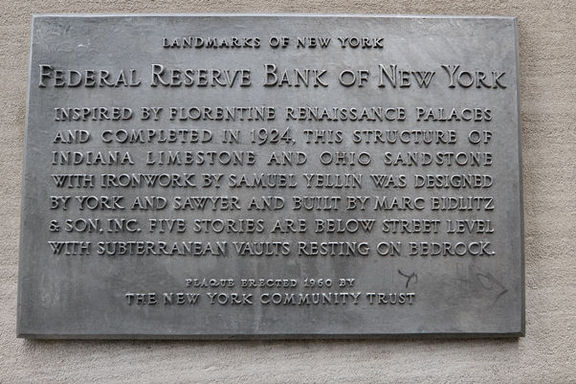 LANDMARKS OF NEW YORK
FEDERAL RESERVE BANK OF NEW YORK
INSPIRED BY FLORENTINE RENAISSANCE PALACES
AND COMPLETED IN 1924, THIS STRUCTURE OF
INDIANA LIMESTONE AND OHIO SANDSTONE
WITH IRONWORK BY SAMUEL YELLIN WAS DESIGNED
BY YORK AND SAWYER AND BUILT BY MARC EIDLITZ
& SON, INC. FIVE STORIES ARE BELOW STREET LEVEL
WITH SUBTERRANEAN VAULTS RESTING ON BEDROCK.
PLAQUE ERECTED 1960 BY
THE NEW YORK COMMUNITY TRUST